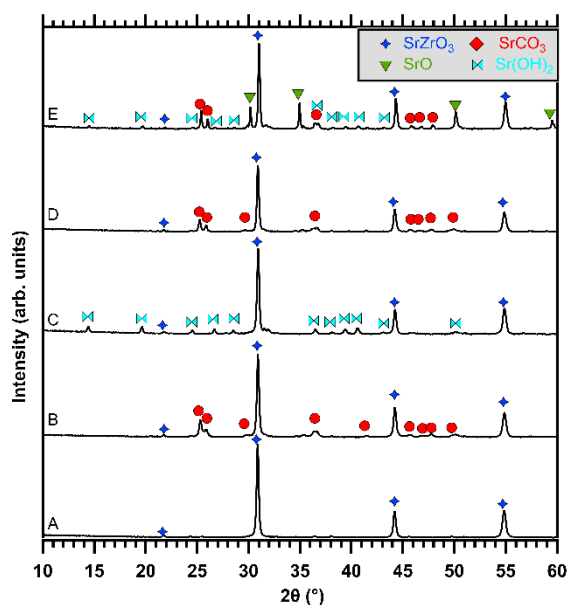 SrZrO₃ SrCO₃
SrO Sr(OH)₂
E
D
C
B
A
Intensity (arb. units)
10 15 20 25 30 35 40 45 50 55 60
2θ (°)